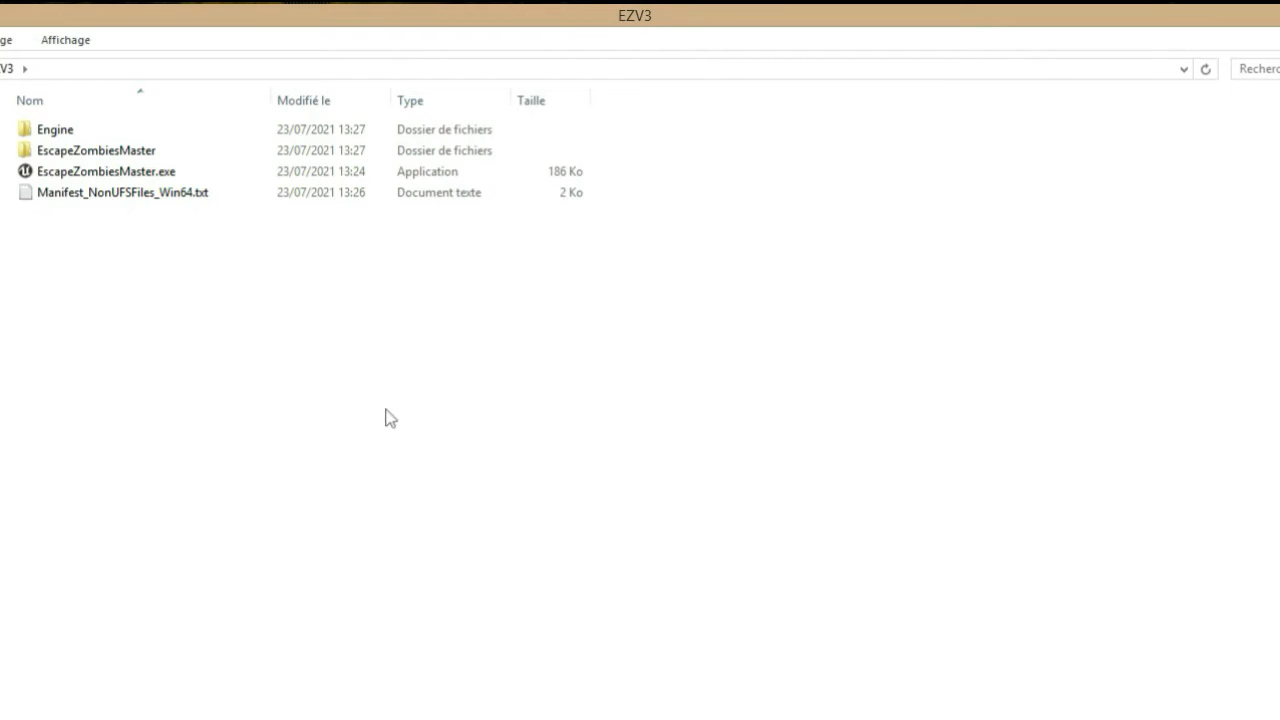 EZV3
ge Affichage
V3
Recherc
Nom Modifié le Type Taille
Engine 23/07/2021 13:27 Dossier de fichiers
EscapeZombiesMaster 23/07/2021 13:27 Dossier de fichiers
EscapeZombiesMaster.exe 23/07/2021 13:24 Application 186 Ko
Manifest_NonUFSFiles_Win64.txt 23/07/2021 13:26 Document texte 2 Ko